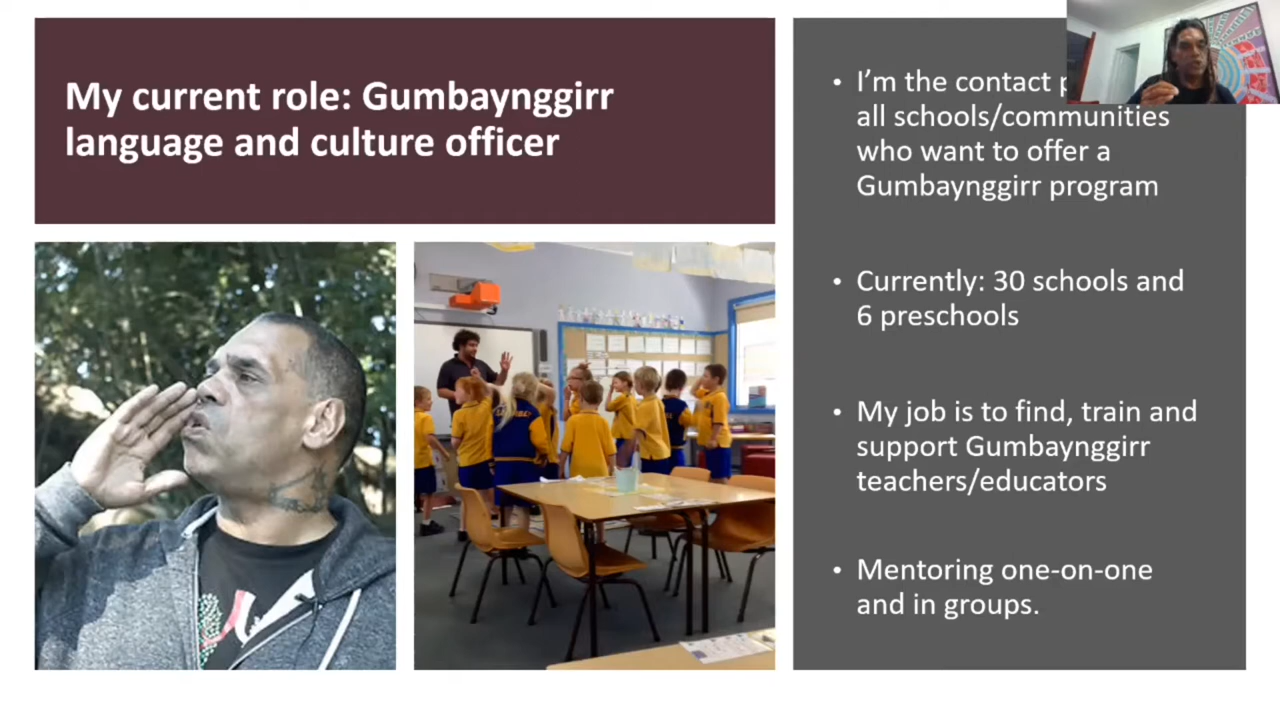 My current role: Gumbaynggirr
language and culture officer
• I'm the contact
all schools/communities
who want to offer a
Gumbaynggirr program
• Currently: 30 schools and
6 preschools
• My job is to find, train and
support Gumbaynggirr
teachers/educators
• Mentoring one-on-one
and in groups.